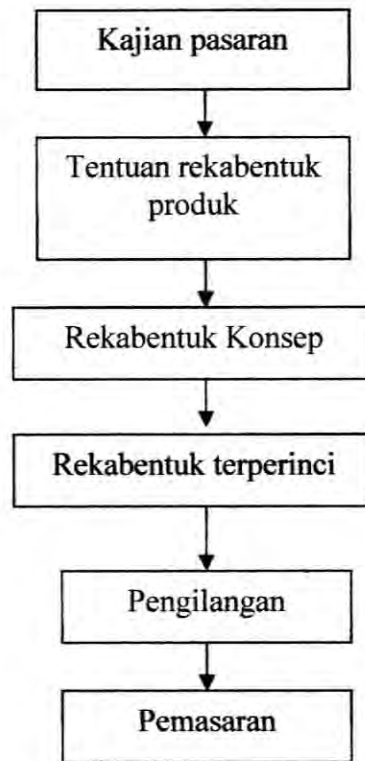 Kajian pasaran
Tentuan rekabentuk
produk
Rekabentuk Konsep
Rekabentuk terperinci
Pengilangan
Pemasaran